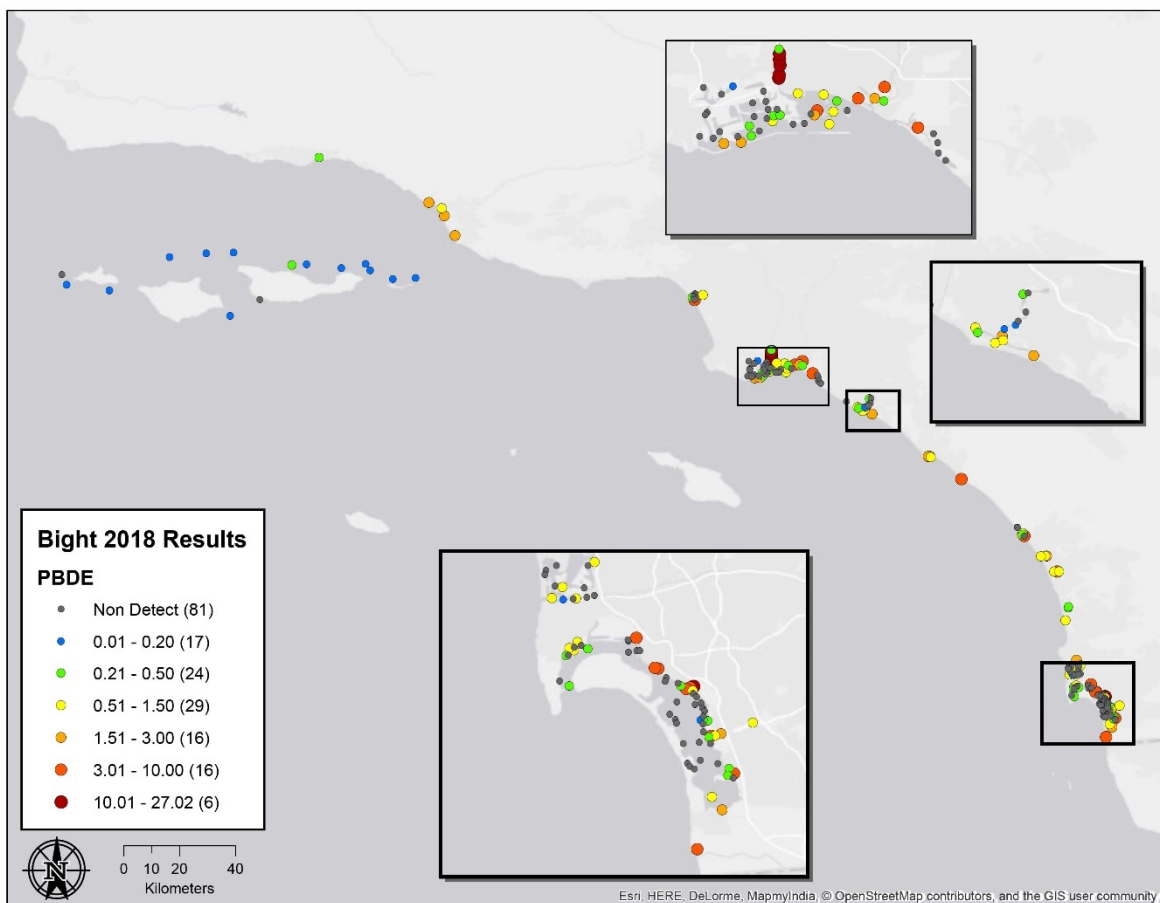 Bight 2018 Results
PBDE
Non Detect (81)
0.01 - 0.20 (17)
0.21 - 0.50 (24)
0.51 - 1.50 (29)
1.51 - 3.00 (16)
3.01 - 10.00 (16)
10.01 - 27.02 (6)
N
0 10 20 40
Kilometers
Esri, HERE, DeLorme, MapmyIndia, © OpenStreetMap contributors, and the GIS user community